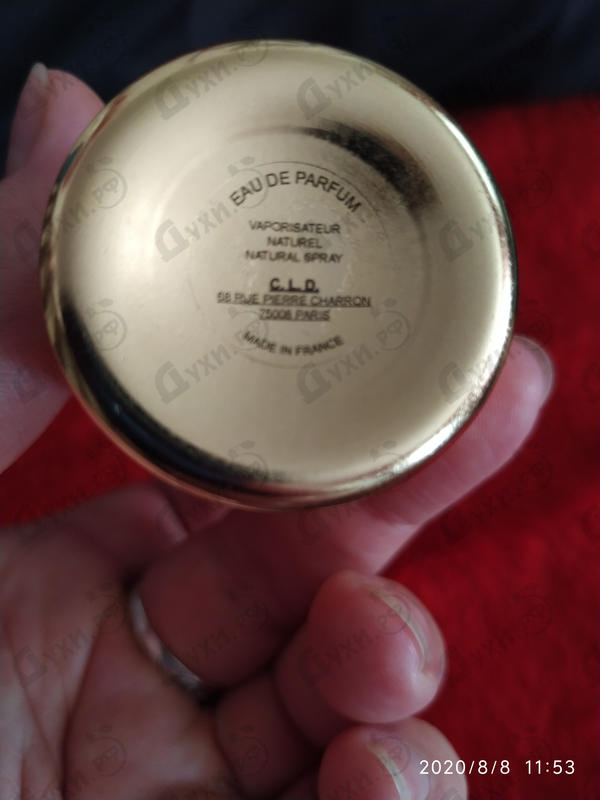 EAU DE PARFUM
VAPORISATEUR
NATUREL
NATURAL SPRAY
C.L.D.
68 RUE PIERRE CHARRON
75008 PARIS
MADE IN FRANCE
Духи.РФ
2020/8/8 11:53